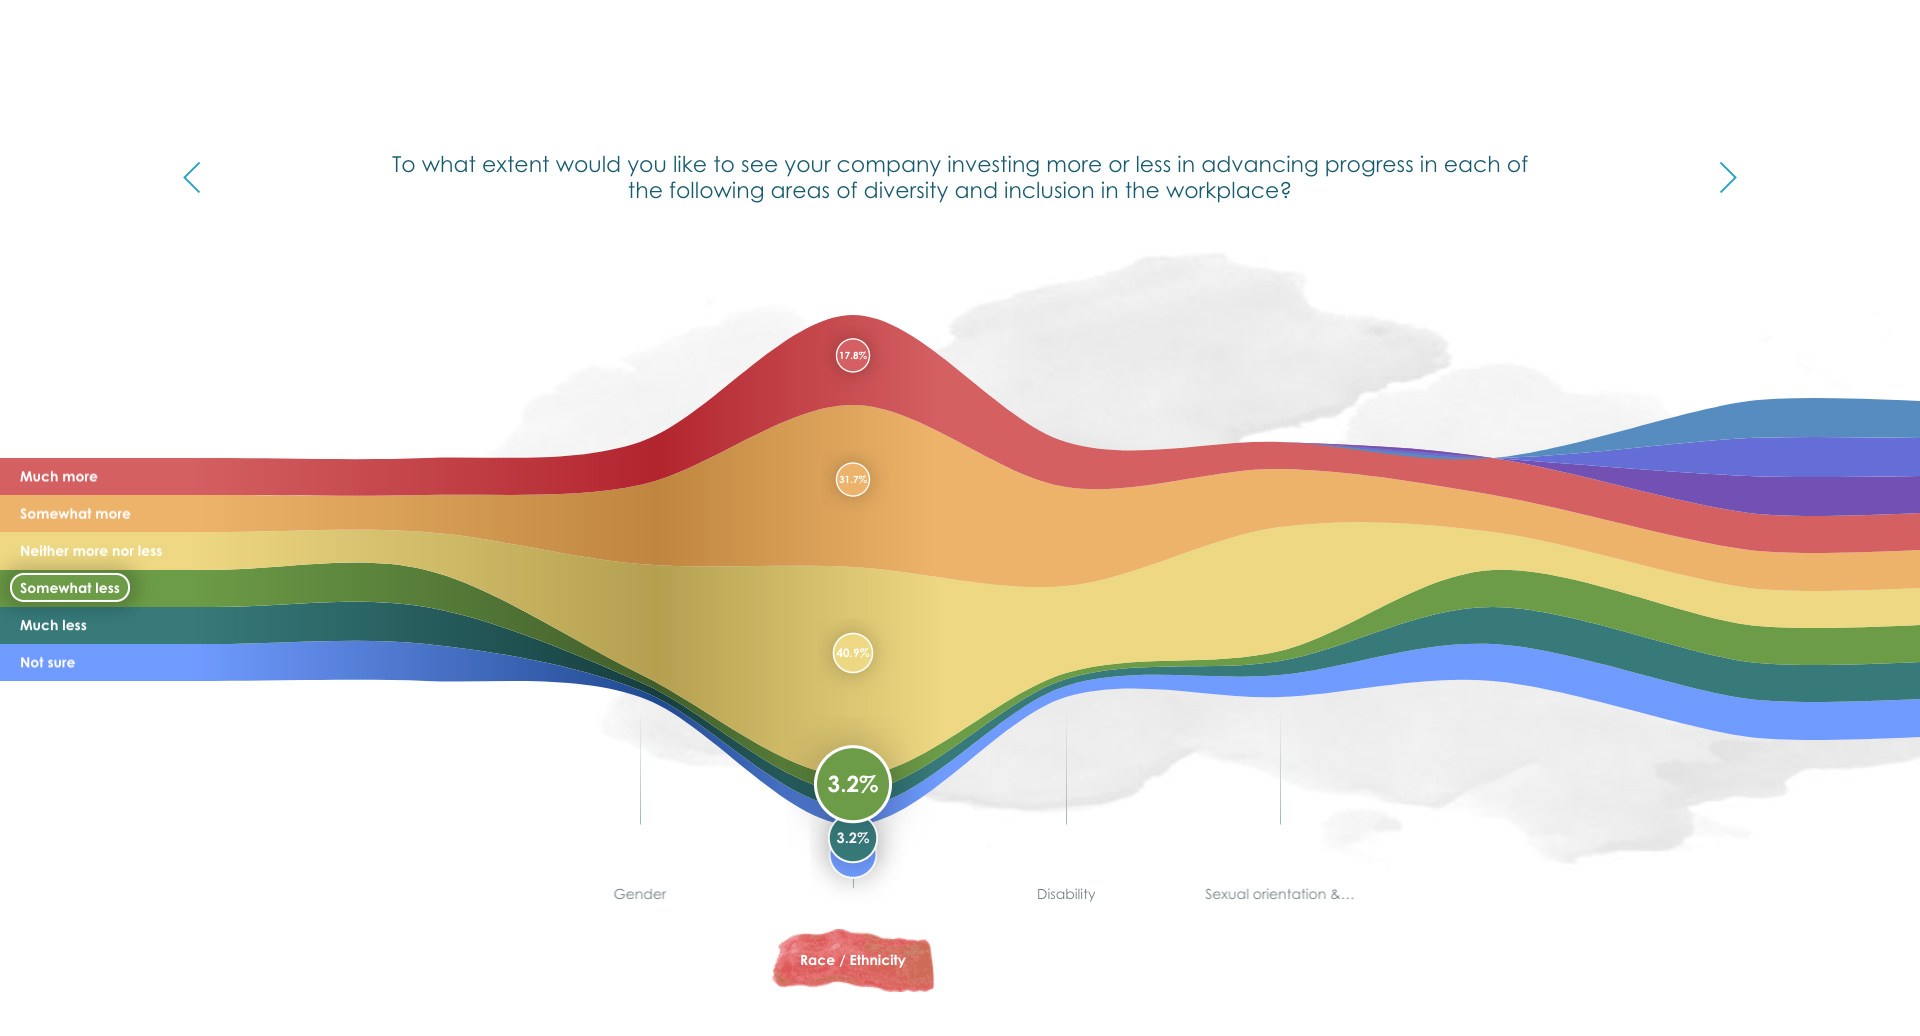 To what extent would you like to see your company investing more or less in advancing progress in each of
the following areas of diversity and inclusion in the workplace?
17.8%
Much more
31.7%
Somewhat more
Neither more nor less
Somewhat less
Much less
40.9%
Not sure
3.2%
3.2%
Gender
Disability
Sexual orientation &...
Race / Ethnicity